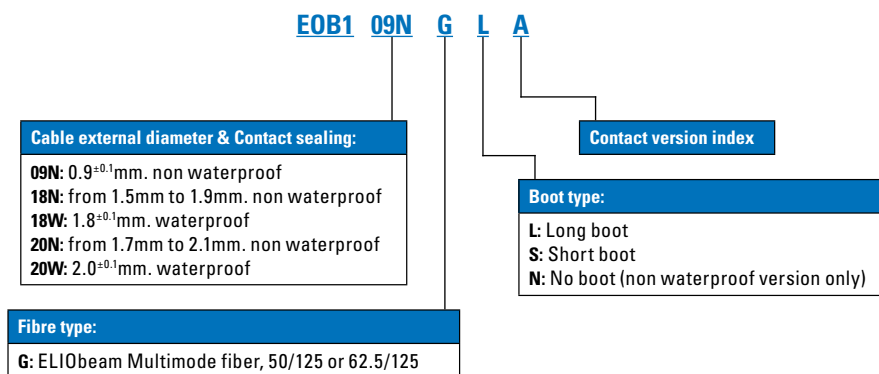 EOB1 09N G L A
Cable external diameter & Contact sealing:
09N: 0.9±0.1mm. non waterproof
18N: from 1.5mm to 1.9mm. non waterproof
18W: 1.8±0.1mm. waterproof
20N: from 1.7mm to 2.1mm. non waterproof
20W: 2.0±0.1mm. waterproof
Contact version index
Boot type:
L: Long boot
S: Short boot
N: No boot (non waterproof version only)
Fibre type:
G: ELIObeam Multimode fiber, 50/125 or 62.5/125